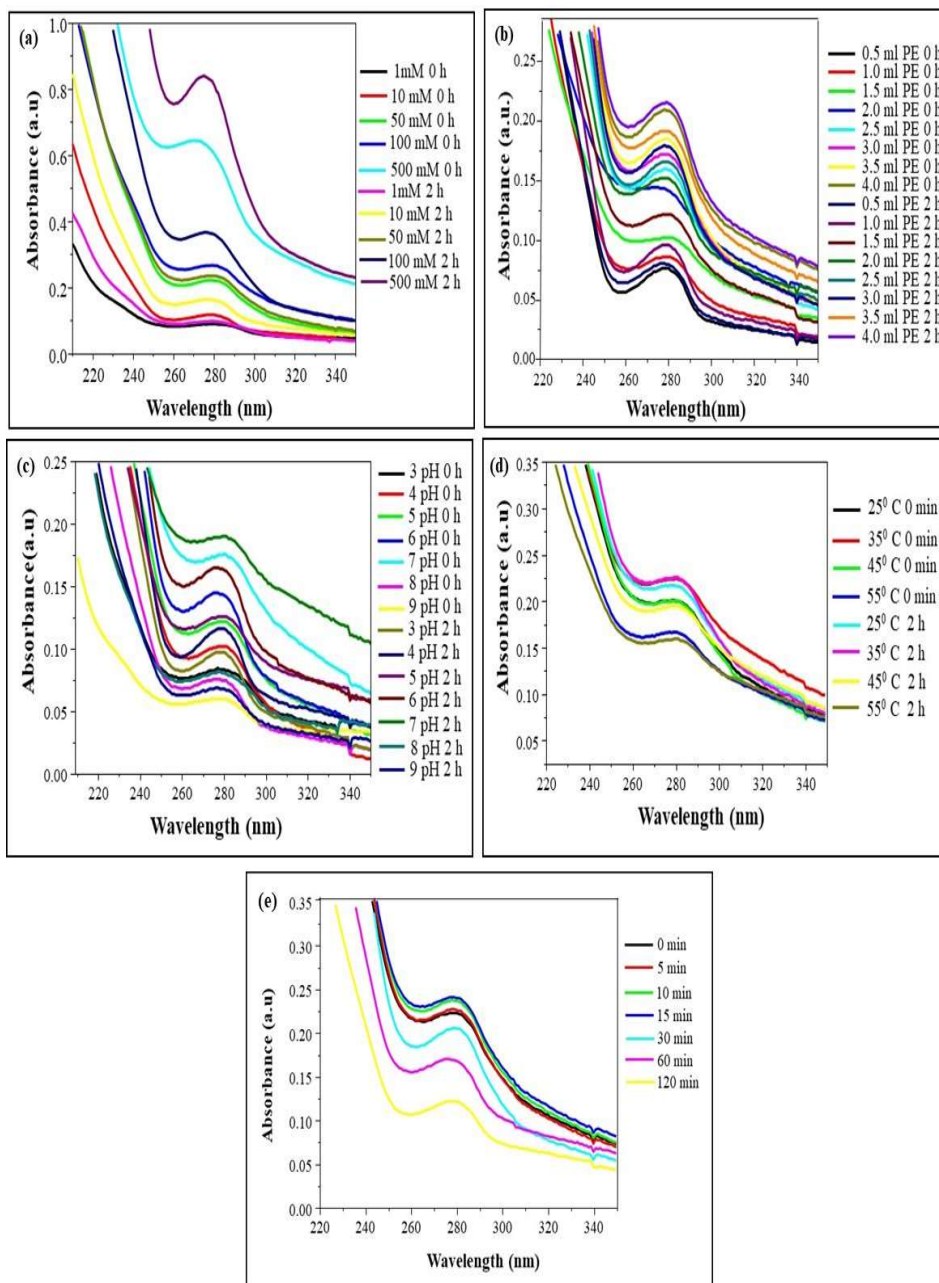 (a)
Absorbance (a.u)
1.0
0.8
0.6
0.4
0.2
0.0
220 240 260 280 300 320 340
Wavelength (nm)
1mM 0 h
10 mM 0 h
50 mM 0 h
100 mM 0 h
500 mM 0 h
1mM 2 h
10 mM 2 h
50 mM 2 h
100 mM 2 h
500 mM 2 h
(b)
Absorbance (a.u.)
0.25
0.20
0.15
0.10
0.05
0.00
220 240 260 280 300 320 340
Wavelength(nm)
0.5 ml PE 0 h
1.0 ml PE 0 h
1.5 ml PE 0 h
2.0 ml PE 0 h
2.5 ml PE 0 h
3.0 ml PE 0 h
3.5 ml PE 0 h
4.0 ml PE 0 h
0.5 ml PE 2 h
1.0 ml PE 2 h
1.5 ml PE 2 h
2.0 ml PE 2 h
2.5 ml PE 2 h
3.0 ml PE 2 h
3.5 ml PE 2 h
4.0 ml PE 2 h
(c)
Absorbance(a.u)
0.25
0.20
0.15
0.10
0.05
0.00
220 240 260 280 300 320 340
Wavelength (nm)
3 pH 0 h
4 pH 0 h
5 pH 0 h
6 pH 0 h
7 pH 0 h
8 pH 0 h
9 pH 0 h
3 pH 2 h
4 pH 2 h
5 pH 2 h
6 pH 2 h
7 pH 2 h
8 pH 2 h
9 pH 2 h
(d)
Absorbance (a.u)
0.35
0.30
0.25
0.20
0.15
0.10
0.05
220 240 260 280 300 320 340
Wavelength (nm)
25⁰ C 0 min
35⁰ C 0 min
45⁰ C 0 min
55⁰ C 0 min
25⁰ C 2 h
35⁰ C 2 h
45⁰ C 2 h
55⁰ C 2 h
(e)
Absorbance (a.u)
0.35
0.30
0.25
0.20
0.15
0.10
0.05
0.00
220 240 260 280 300 320 340
Wavelength (nm)
0 min
5 min
10 min
15 min
30 min
60 min
120 min